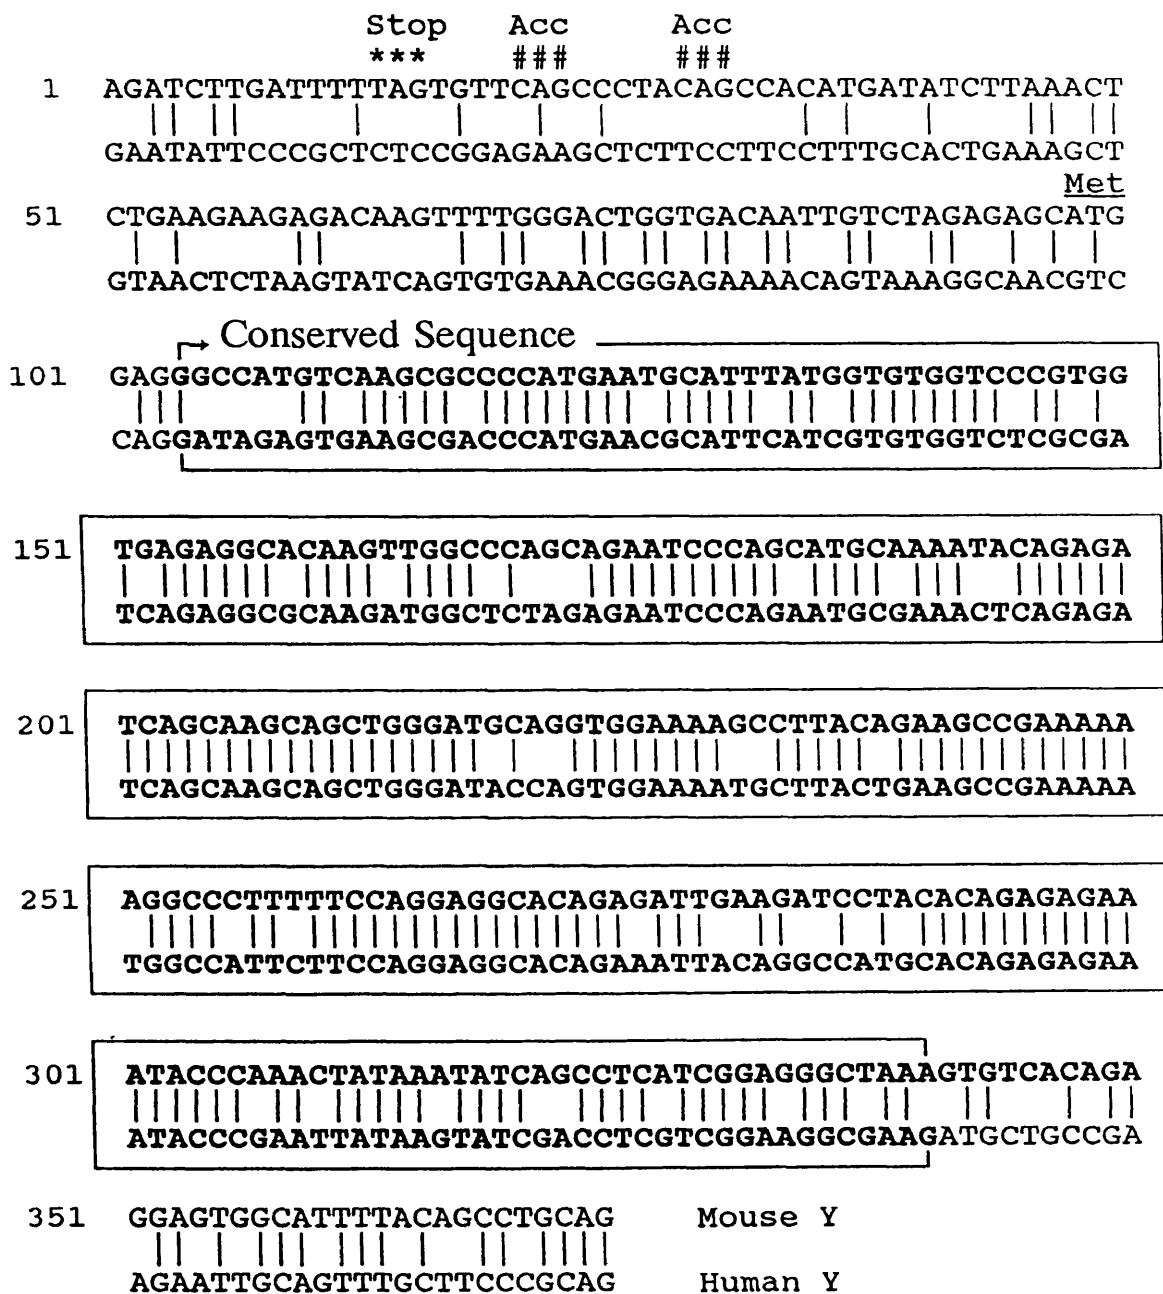 Stop Acc Acc
*** ### ###
1 AGATCTTGATTTTTAGTGTTCAGCCCTACAGCCACATGATATCTTAAACT
GAATATTCCCGCTCTCCGGAGAAGCTCTTCCTTCCTTTGCACTGAAAGCT
Met
51 CTGAAGAAGAGACAAGTTTTGGGACTGGTGACAATTGTCTAGAGAGCATG
GTAACTCTAAGTATCAGTGTGAAACGGGAGAAAACAGTAAAGGCAACGTC
Conserved Sequence
101 GAGGGCCATGTCAAGCGCCCCATGAATGCATTTATGGTGTGGTCCCGTGG
CAGGATAGAGTGAAGCGACCCATGAACGCATTCATCGTGTGGTCTCGCGA
151 TGAGAGGCACAAGTTGGCCCAGCAGAATCCCAGCATGCAAAATACAGAGA
TCAGAGGCGCAAGATGGCTCTAGAGAATCCCAGAATGCGAAACTCAGAGA
201 TCAGCAAGCAGCTGGGATGCAGGTGGAAAAGCCTTACAGAAGCCGAAAAA
TCAGCAAGCAGCTGGGATACCAGTGGAAAATGCTTACTGAAGCCGAAAAA
251 AGGCCCTTTTTCCAGGAGGCACAGAGATTGAAGATCCTACACAGAGAGAA
TGGCCATTCTTCCAGGAGGCACAGAAATTACAGGCCATGCACAGAGAGAA
301 ATACCCAAACTATAAATATCAGCCTCATCGGAGGGCTAAAGTGTCACAGA
ATACCCGAATTATAAGTATCGACCTCGTCGGAAGGCGAAGATGCTGCCGA
351 GGAGTGGCATTTTACAGCCTGCAG Mouse Y
AGAATTGCAGTTTGCTTCCCGCAG Human Y